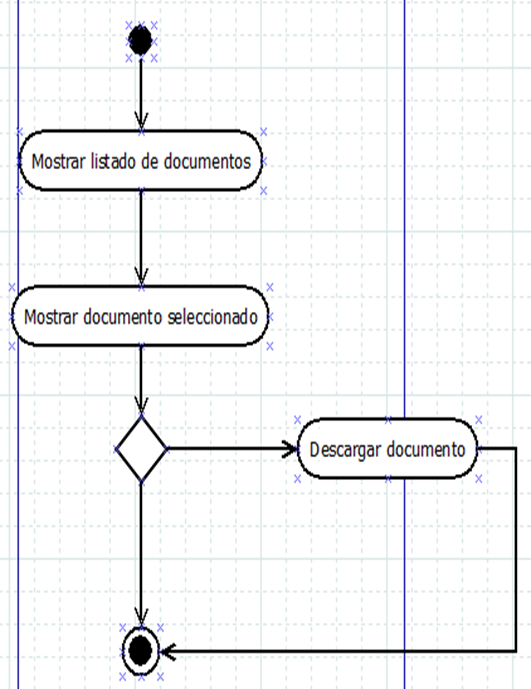 Mostrar listado de documentos
Mostrar documento seleccionado
Descargar documento